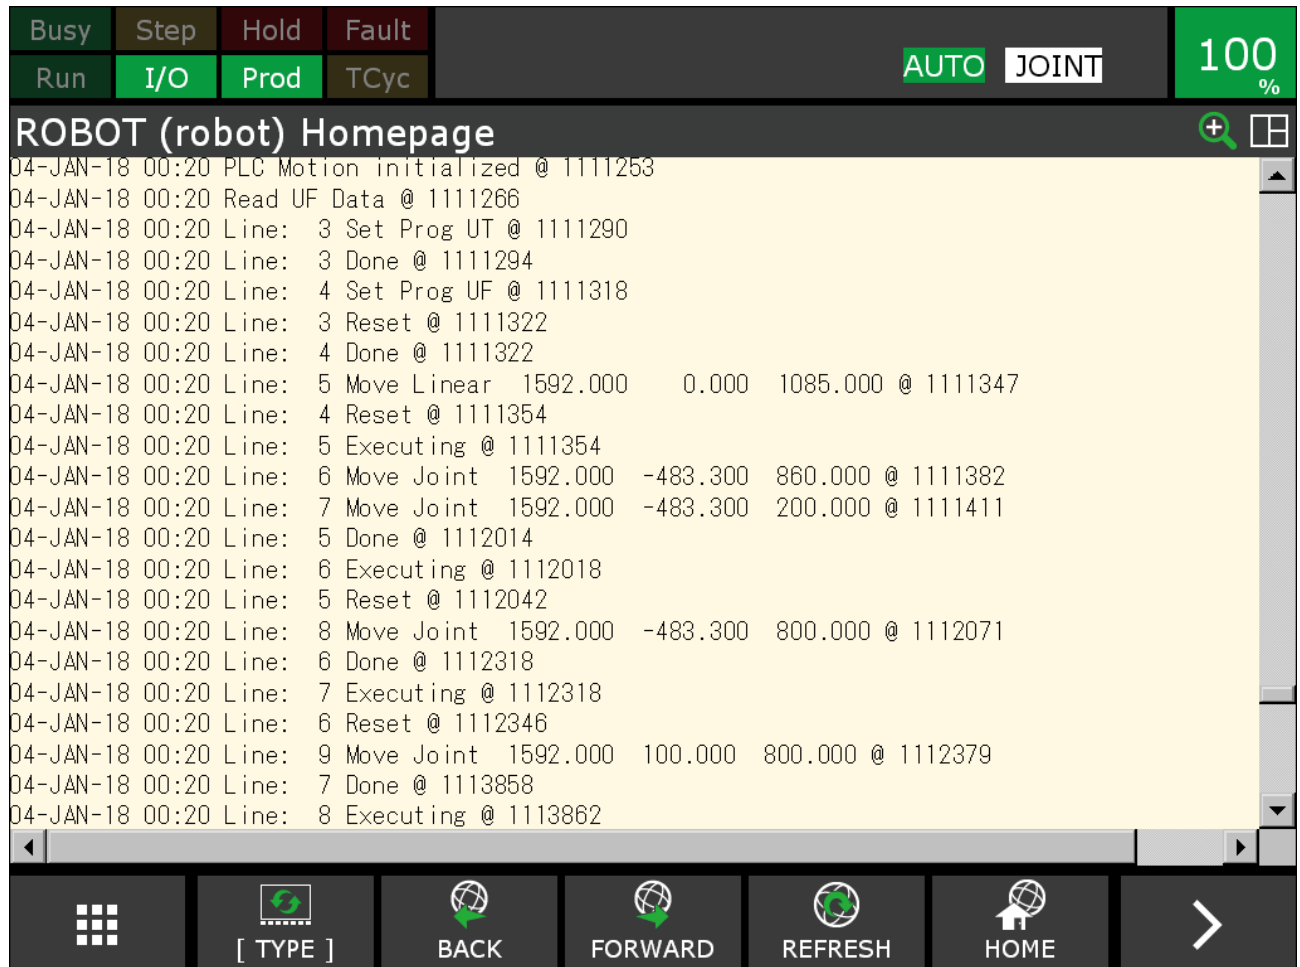 Busy Step Hold Fault
Run I/O Prod TCyc AUTO JOINT 100 %
ROBOT (robot) Homepage
04-JAN-18 00:20 PLC Motion initialized @ 1111253
04-JAN-18 00:20 Read UF Data @ 1111266
04-JAN-18 00:20 Line:  3 Set Prog UT @ 1111290
04-JAN-18 00:20 Line:  3 Done @ 1111294
04-JAN-18 00:20 Line:  4 Set Prog UF @ 1111318
04-JAN-18 00:20 Line:  3 Reset @ 1111322
04-JAN-18 00:20 Line:  4 Done @ 1111322
04-JAN-18 00:20 Line:  5 Move Linear  1592.000    0.000  1085.000 @ 1111347
04-JAN-18 00:20 Line:  4 Reset @ 1111354
04-JAN-18 00:20 Line:  5 Executing @ 1111354
04-JAN-18 00:20 Line:  6 Move Joint  1592.000  -483.300  860.000 @ 1111382
04-JAN-18 00:20 Line:  7 Move Joint  1592.000  -483.300  200.000 @ 1111411
04-JAN-18 00:20 Line:  5 Done @ 1112014
04-JAN-18 00:20 Line:  6 Executing @ 1112018
04-JAN-18 00:20 Line:  5 Reset @ 1112042
04-JAN-18 00:20 Line:  8 Move Joint  1592.000  -483.300  800.000 @ 1112071
04-JAN-18 00:20 Line:  6 Done @ 1112318
04-JAN-18 00:20 Line:  7 Executing @ 1112318
04-JAN-18 00:20 Line:  6 Reset @ 1112346
04-JAN-18 00:20 Line:  9 Move Joint  1592.000  100.000  800.000 @ 1112379
04-JAN-18 00:20 Line:  7 Done @ 1113858
04-JAN-18 00:20 Line:  8 Executing @ 1113862
[ TYPE ] BACK FORWARD REFRESH HOME